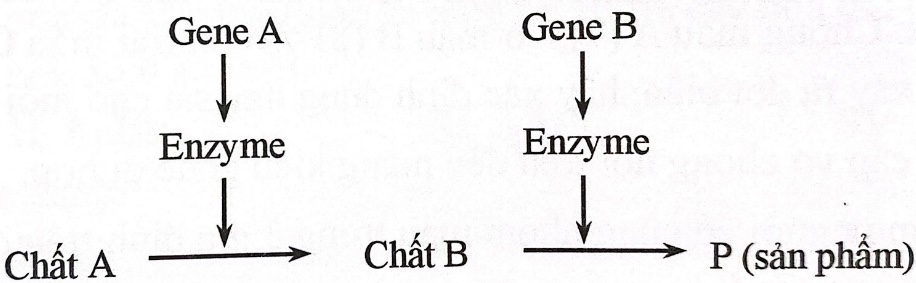 Gene A Gene B
Enzyme Enzyme
Chất A Chất B P (sản phẩm)